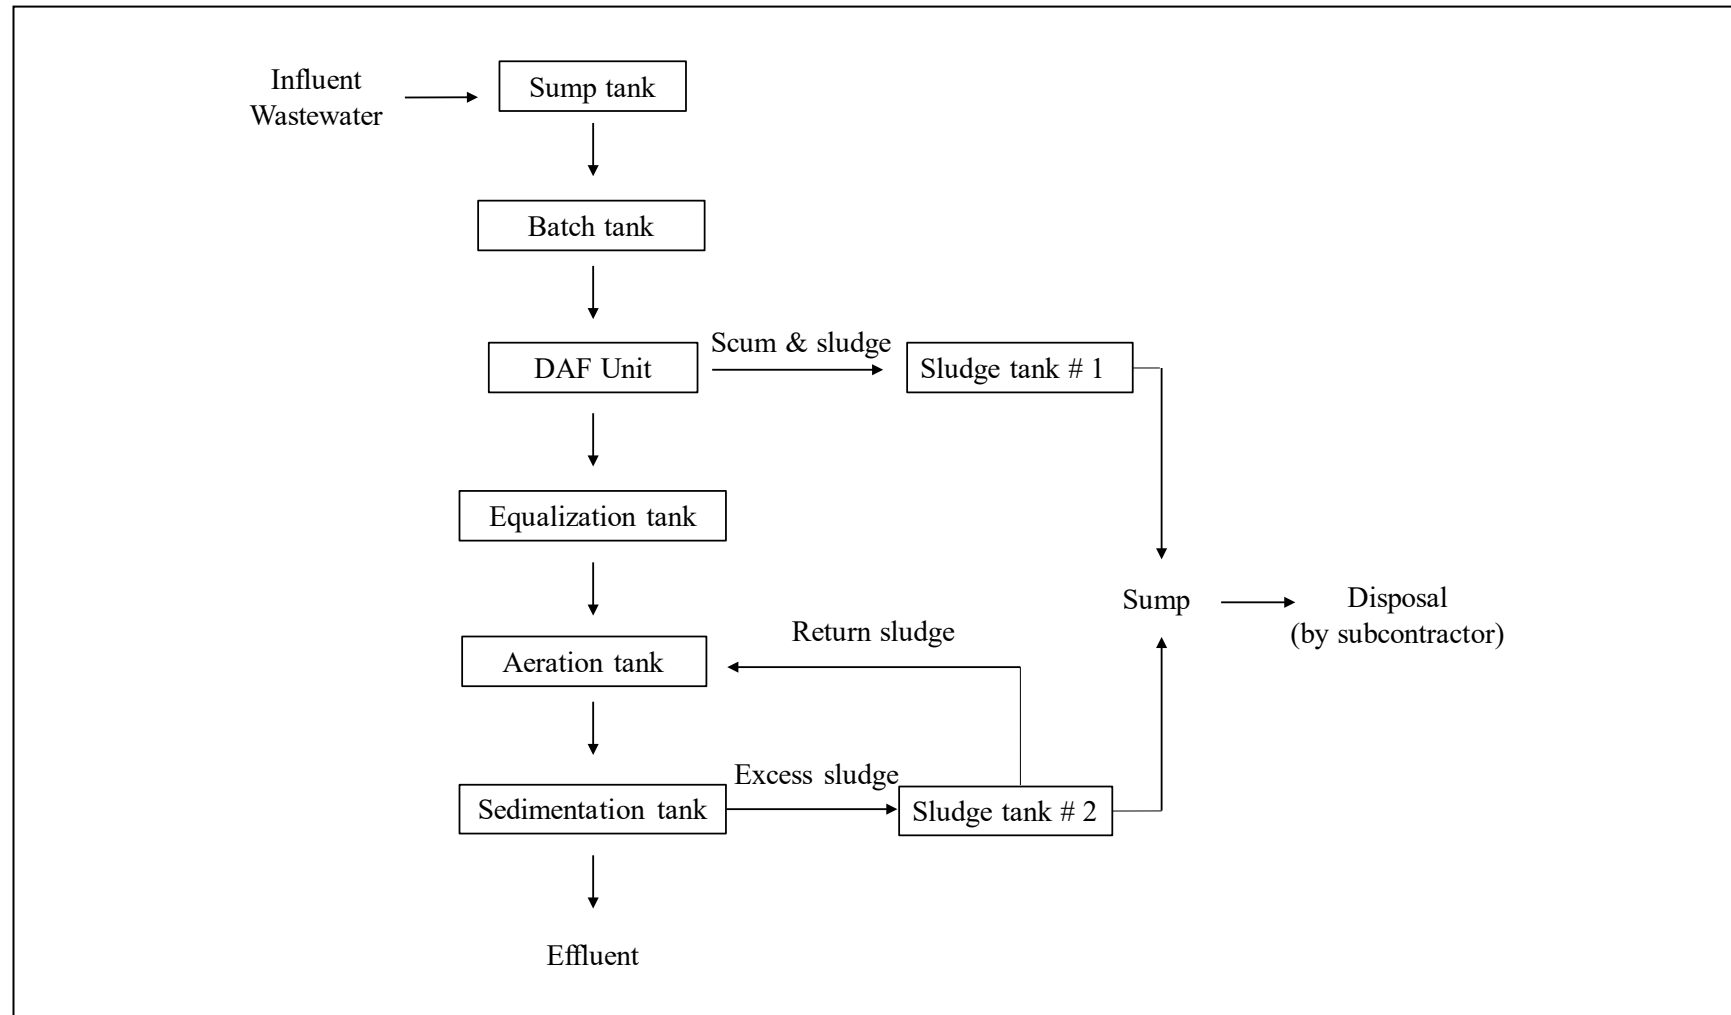 Influent
Wastewater
Sump tank
Batch tank
DAF Unit
Scum & sludge
Sludge tank # 1
Equalization tank
Sump
Disposal
(by subcontractor)
Return sludge
Aeration tank
Excess sludge
Sedimentation tank
Sludge tank # 2
Effluent